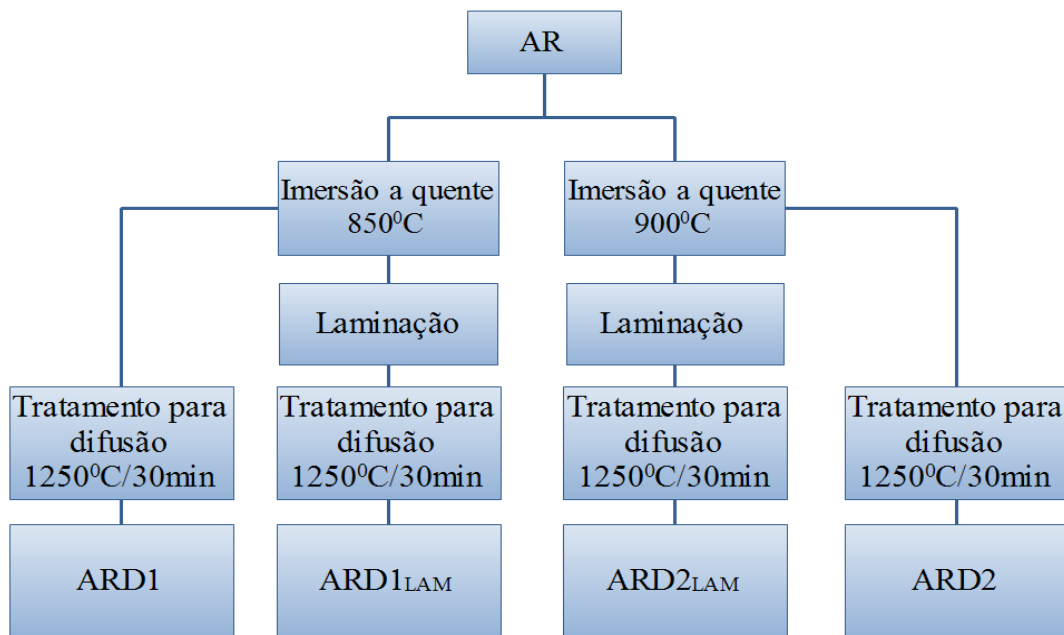 AR
Imersão a quente
850⁰C
Imersão a quente
900⁰C
Laminação
Laminação
Tratamento para
difusão
1250⁰C/30min
Tratamento para
difusão
1250⁰C/30min
Tratamento para
difusão
1250⁰C/30min
Tratamento para
difusão
1250⁰C/30min
ARD1
ARD1LAM
ARD2LAM
ARD2